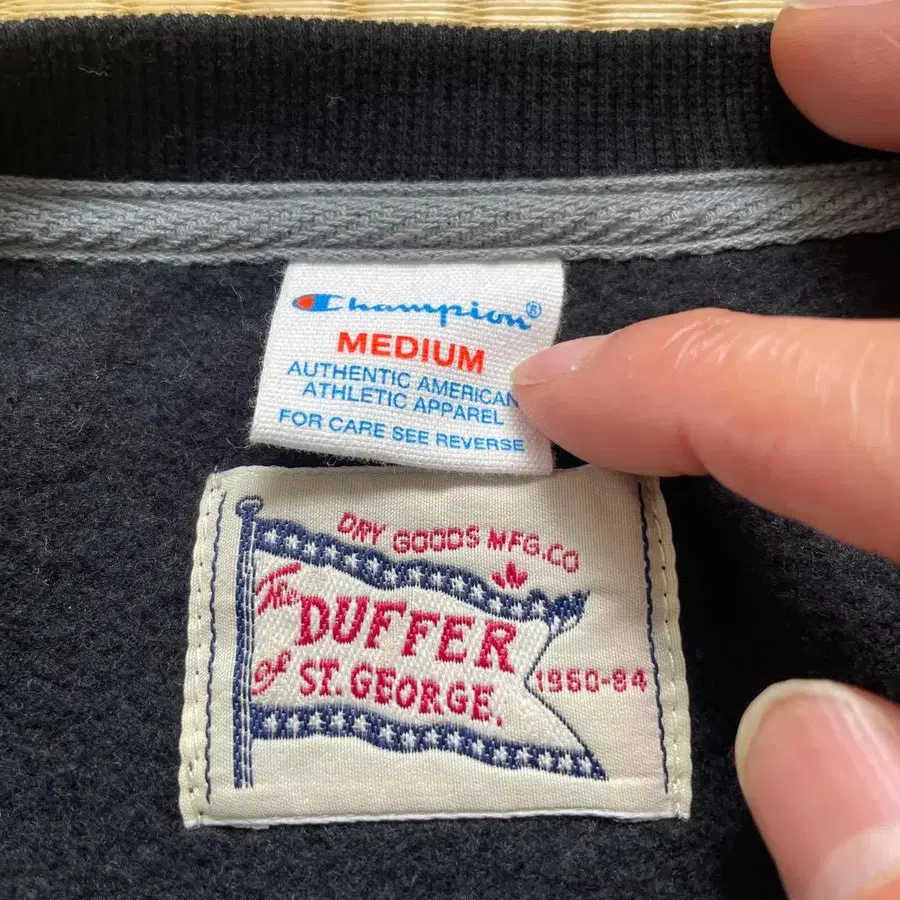 Champion®
MEDIUM
AUTHENTIC AMERICAN
ATHLETIC APPAREL
FOR CARE SEE REVERSE
DRY GOODS MFG.CO
The
DUFFER
of ST. GEORGE.
1960-84